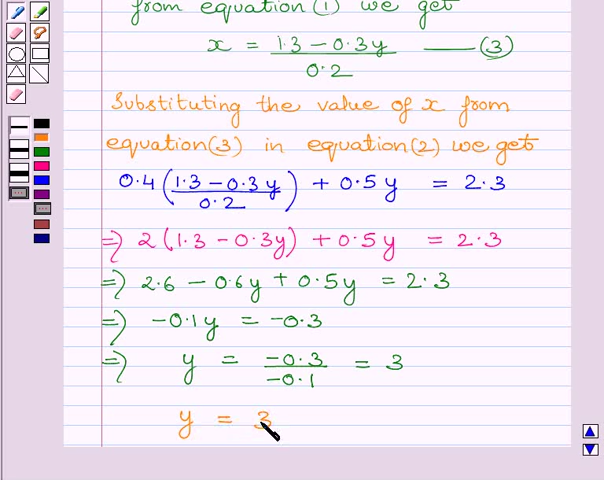 from equation (1) we get
x = 1.3 - 0.3y / 0.2 —— (3)
Substituting the value of x from
equation (3) in equation (2) we get
0.4 (1.3 - 0.3y / 0.2) + 0.5y = 2.3
=) 2 (1.3 - 0.3y) + 0.5y = 2.3
=) 2.6 - 0.6y + 0.5y = 2.3
=) -0.1y = -0.3
=) y = -0.3 / -0.1 = 3
y = 3